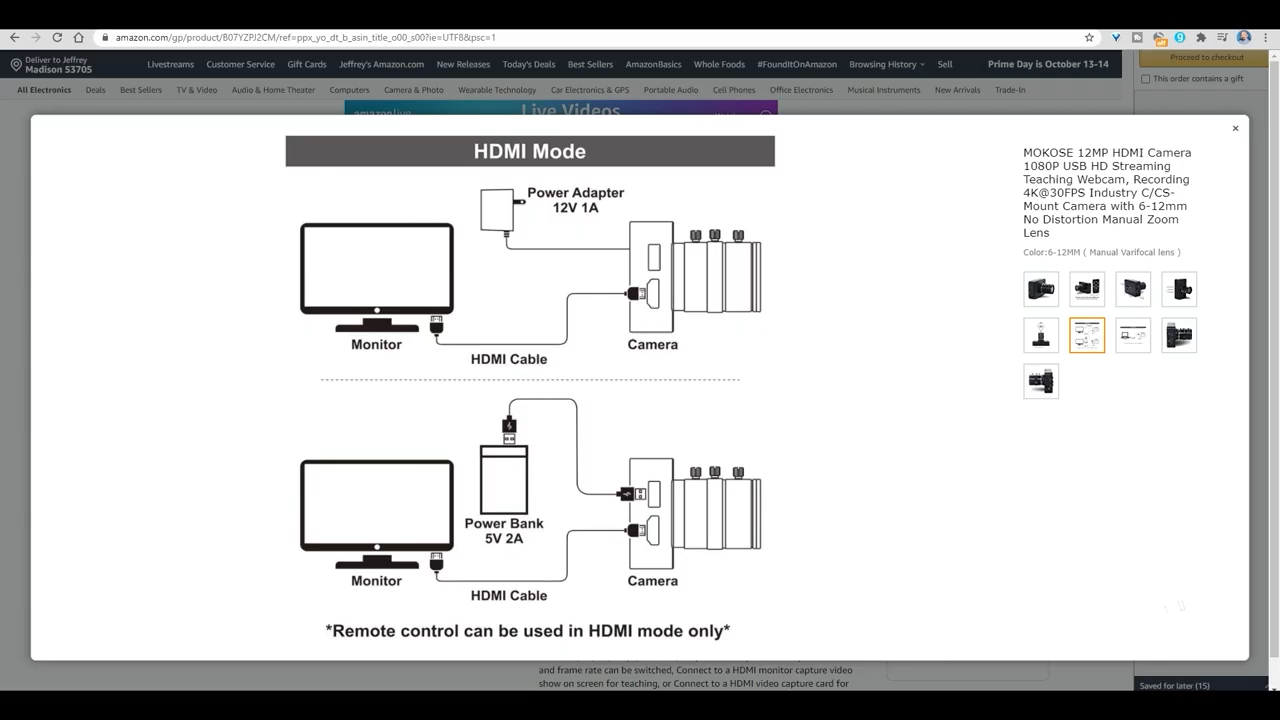 amazon.com/gp/product/B07YZPJ2CM/ref=ppx_yo_dt_b_asin_title_o00_s00?ie=UTF8&psc=1
Deliver to Jeffrey
Madison 53705
Livestreams Customer Service Gift Cards Jeffrey's Amazon.com New Releases Today's Deals Best Sellers AmazonBasics Whole Foods #FoundItOnAmazon Browsing History Sell Prime Day is October 13-14
Proceed to checkout
This order contains a gift
All Electronics Deals Best Sellers TV & Video Audio & Home Theater Computers Camera & Photo Wearable Technology Car Electronics & GPS Portable Audio Cell Phones Office Electronics Musical Instruments New Arrivals Trade-In
amazonlive Live Videos
HDMI Mode
Power Adapter
12V 1A
Monitor
HDMI Cable
Camera
Power Bank
5V 2A
Monitor
HDMI Cable
Camera
*Remote control can be used in HDMI mode only*
MOKOSE 12MP HDMI Camera
1080P USB HD Streaming
Teaching Webcam, Recording
4K@30FPS Industry C/CS-
Mount Camera with 6-12mm
No Distortion Manual Zoom
Lens
Color:6-12MM ( Manual Varifocal lens )
and frame rate can be switched, Connect to a HDMI monitor capture video
show on screen for teaching, or Connect to a HDMI video capture card for
Saved for later (15)